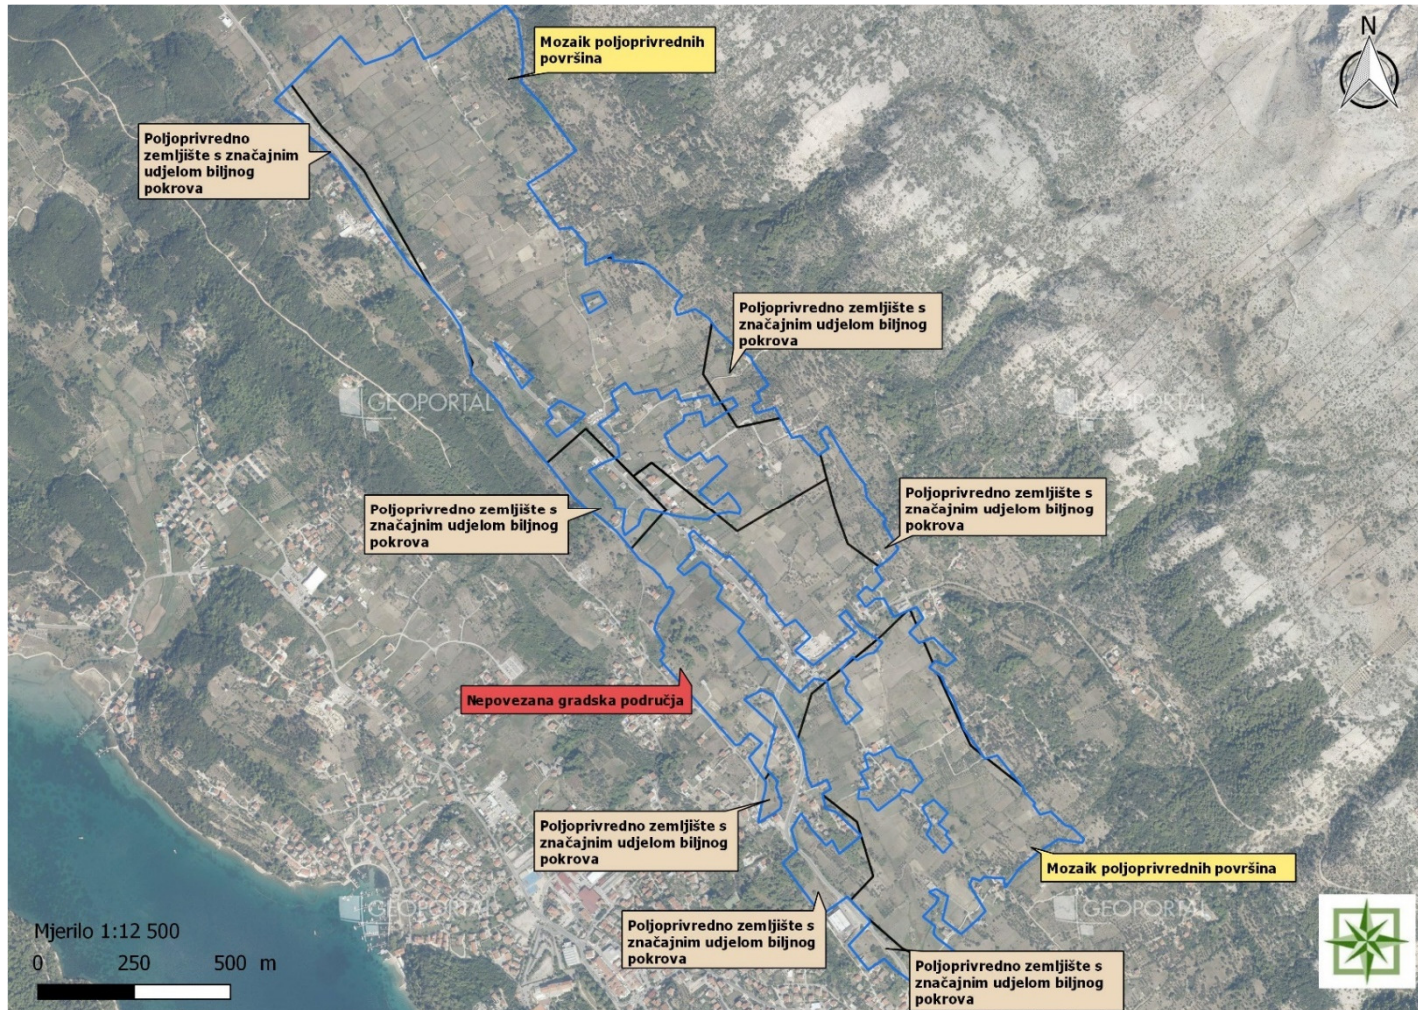 N
Mozaik poljoprivrednih
površina
Poljoprivredno
zemljište s značajnim
udjelom biljnog
pokrova
Poljoprivredno zemljište s
značajnim udjelom biljnog
pokrova
GEOPORTAL
GEOPORTAL
Poljoprivredno zemljište s
značajnim udjelom biljnog
pokrova
Poljoprivredno zemljište s
značajnim udjelom biljnog
pokrova
Nepovezana gradska područja
Poljoprivredno zemljište s
značajnim udjelom biljnog
pokrova
Mozaik poljoprivrednih površina
GEOPORTAL
GEOPORTAL
Poljoprivredno zemljište s
značajnim udjelom biljnog
pokrova
Poljoprivredno zemljište s
značajnim udjelom biljnog
pokrova
Mjerilo 1:12 500
0 250 500 m